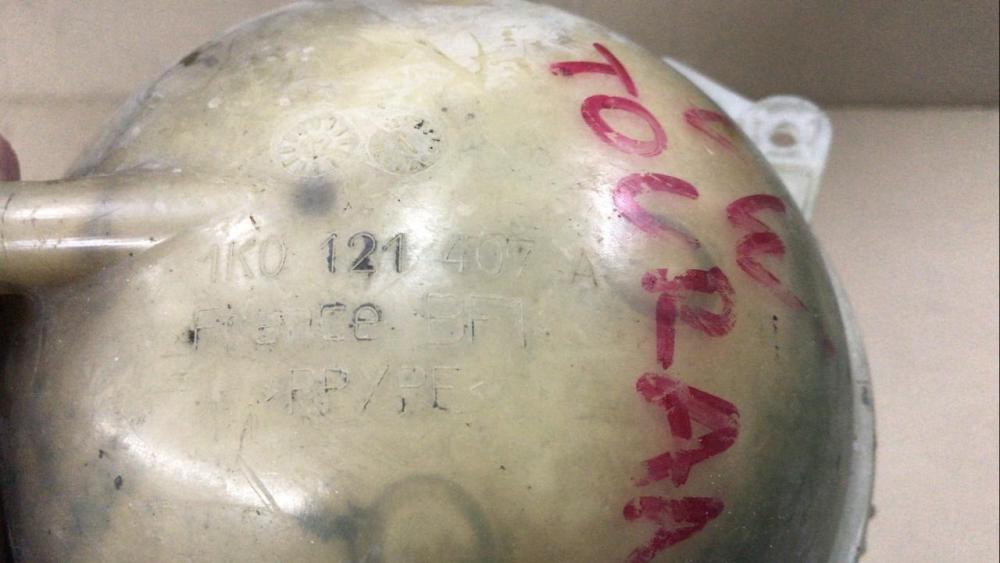 1K0 121 407 A
France BF1
>PP/PE<
TOURAN